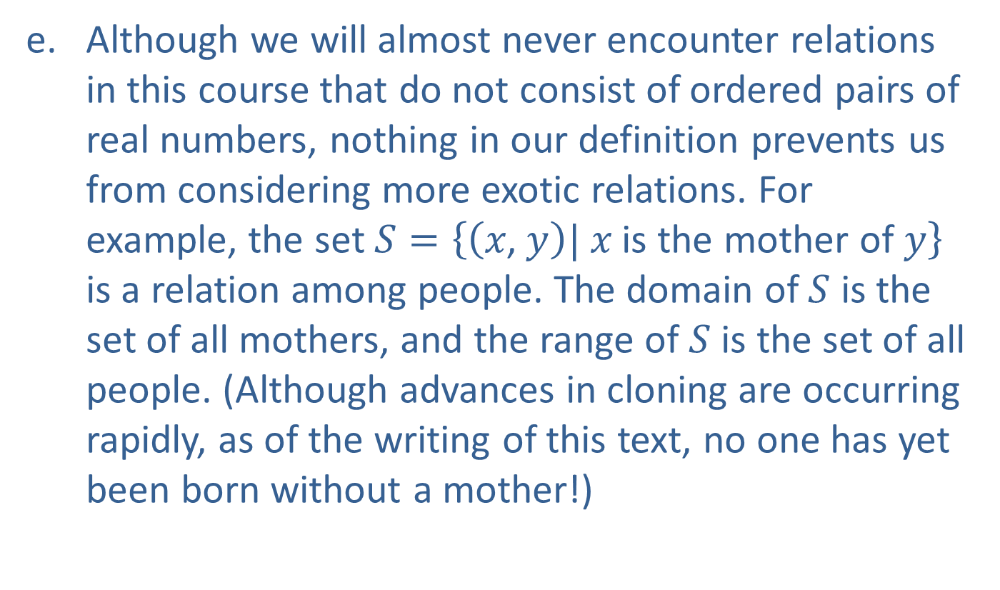 e. Although we will almost never encounter relations
in this course that do not consist of ordered pairs of
real numbers, nothing in our definition prevents us
from considering more exotic relations. For
example, the set 𝑆 = {(𝑥, 𝑦)| 𝑥 is the mother of 𝑦}
is a relation among people. The domain of 𝑆 is the
set of all mothers, and the range of 𝑆 is the set of all
people. (Although advances in cloning are occurring
rapidly, as of the writing of this text, no one has yet
been born without a mother!)